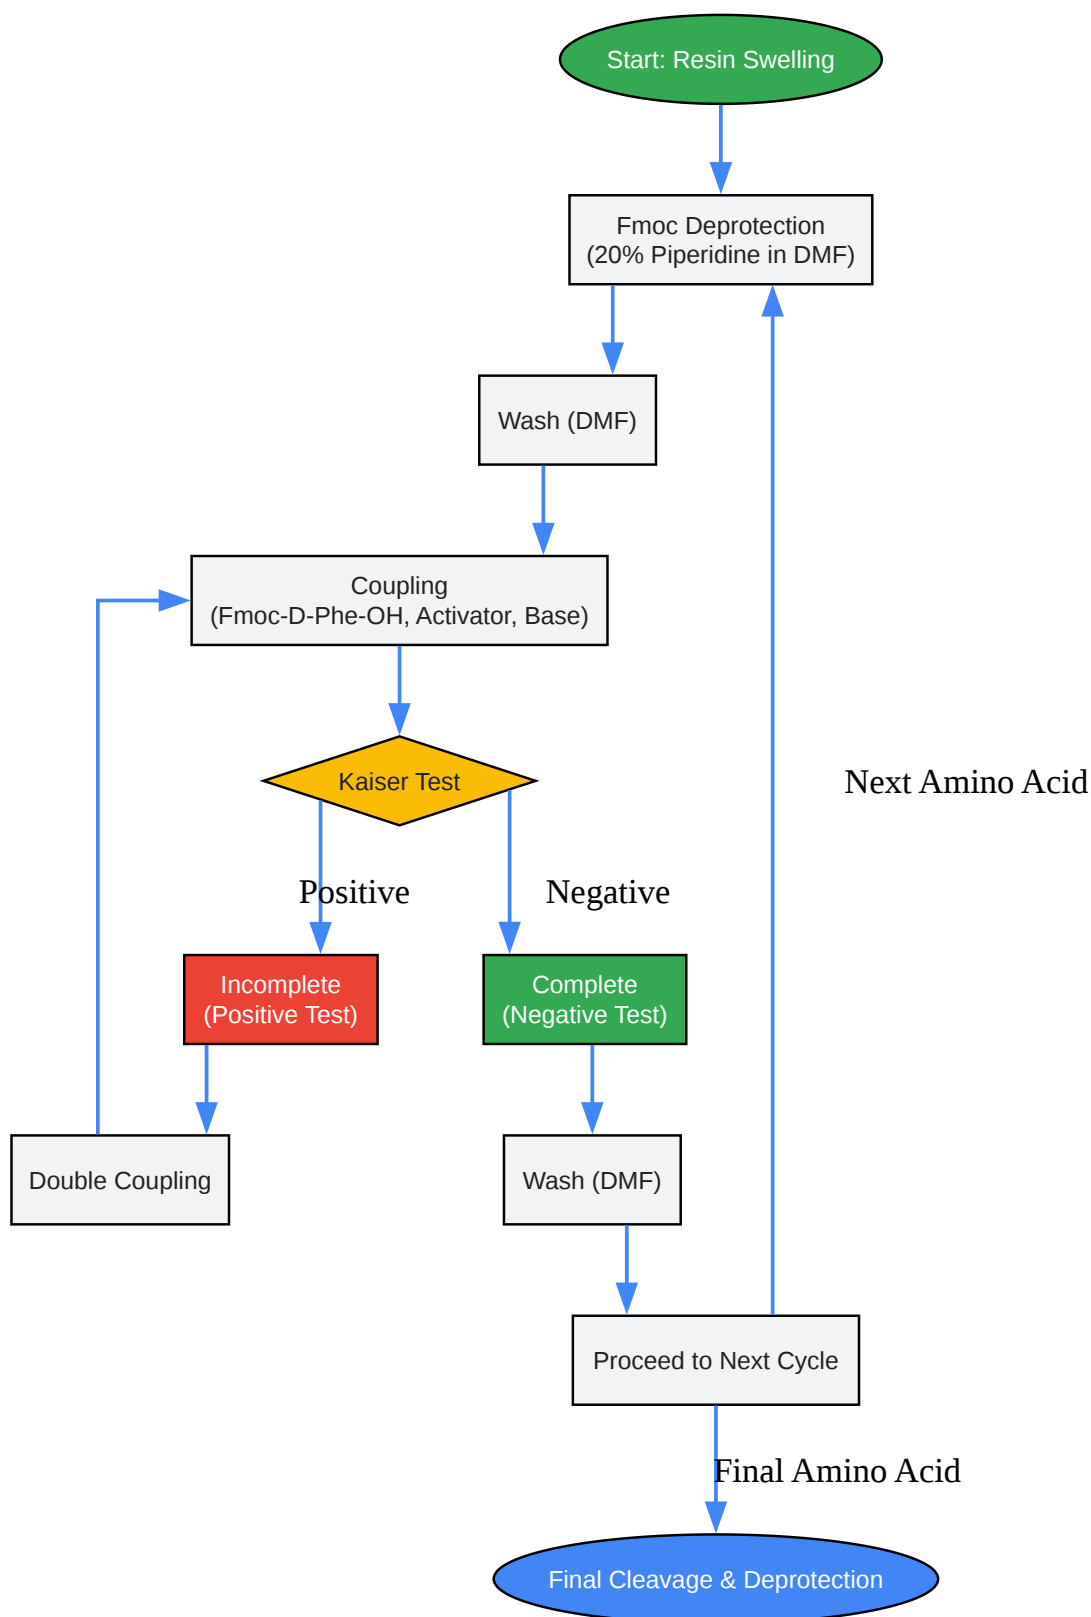 Start: Resin Swelling
Fmoc Deprotection
(20% Piperidine in DMF)
Wash (DMF)
Coupling
(Fmoc-D-Phe-OH, Activator, Base)
Kaiser Test
Next Amino Acid
Positive
Negative
Incomplete
(Positive Test)
Complete
(Negative Test)
Double Coupling
Wash (DMF)
Proceed to Next Cycle
Final Amino Acid
Final Cleavage & Deprotection